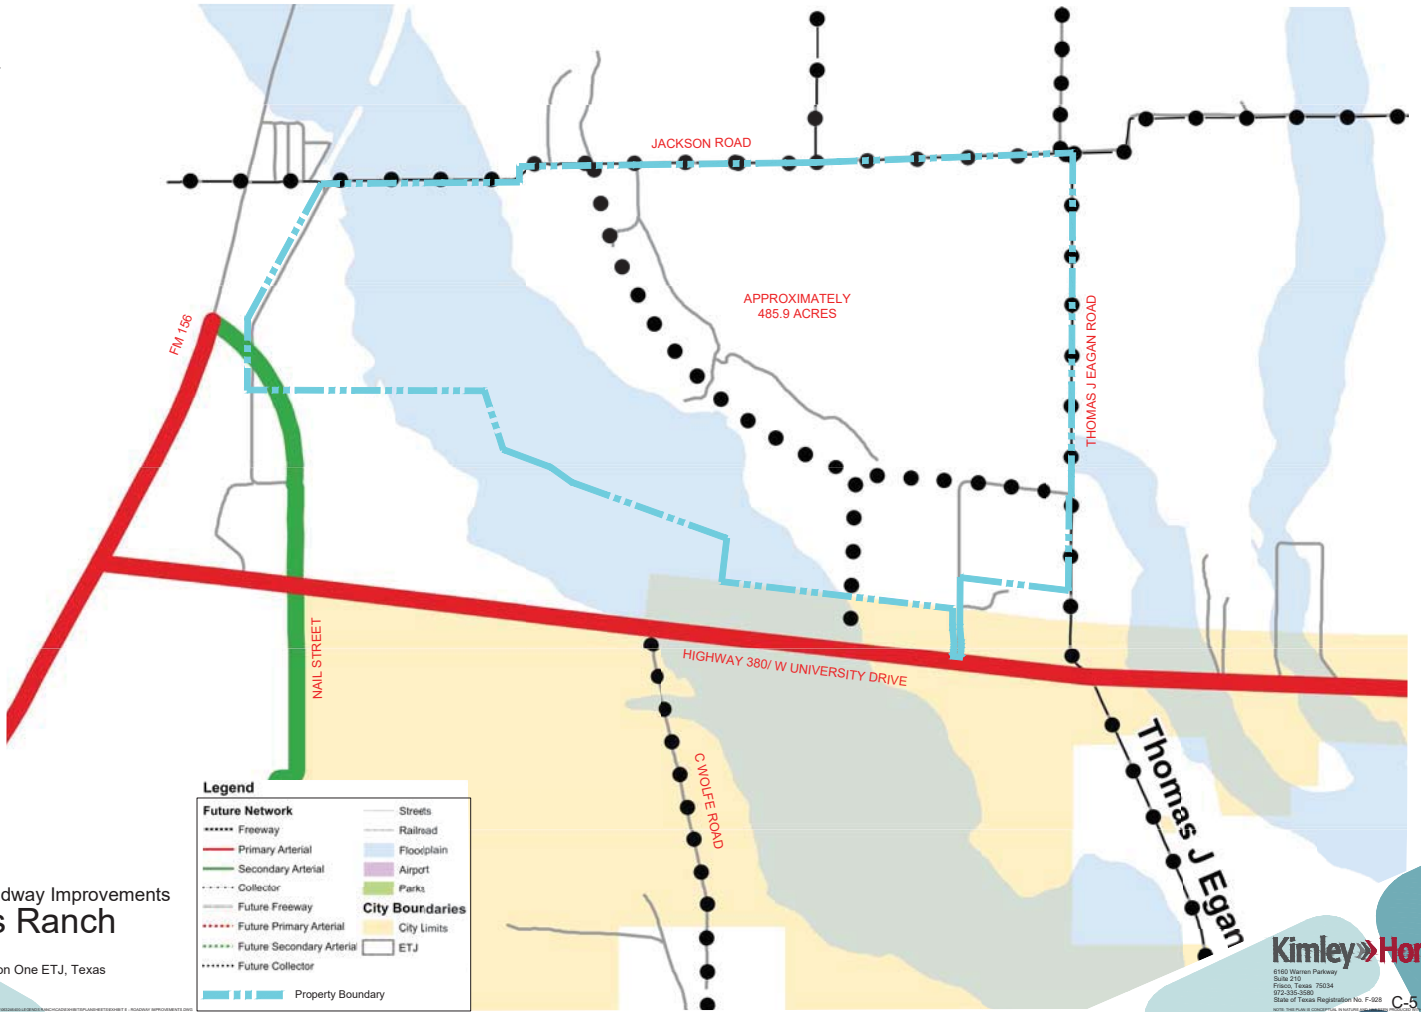 JACKSON ROAD
APPROXIMATELY
485.9 ACRES
FM 156
THOMAS J EAGAN ROAD
NAIL STREET
HIGHWAY 380/ W UNIVERSITY DRIVE
C WOLFE ROAD
Thomas J Egan
Legend
Future Network
Freeway
Primary Arterial
Secondary Arterial
Collector
Future Freeway
Future Primary Arterial
Future Secondary Arterial
Future Collector
Property Boundary
Streets
Railroad
Floodplain
Airport
Parks
City Boundaries
City Limits
ETJ
dway Improvements
s Ranch
on One ETJ, Texas
Kimley»Hor
6160 Warren Parkway
Suite 210
Frisco, Texas 75034
972-335-3580
State of Texas Registration No. F-928
C-5